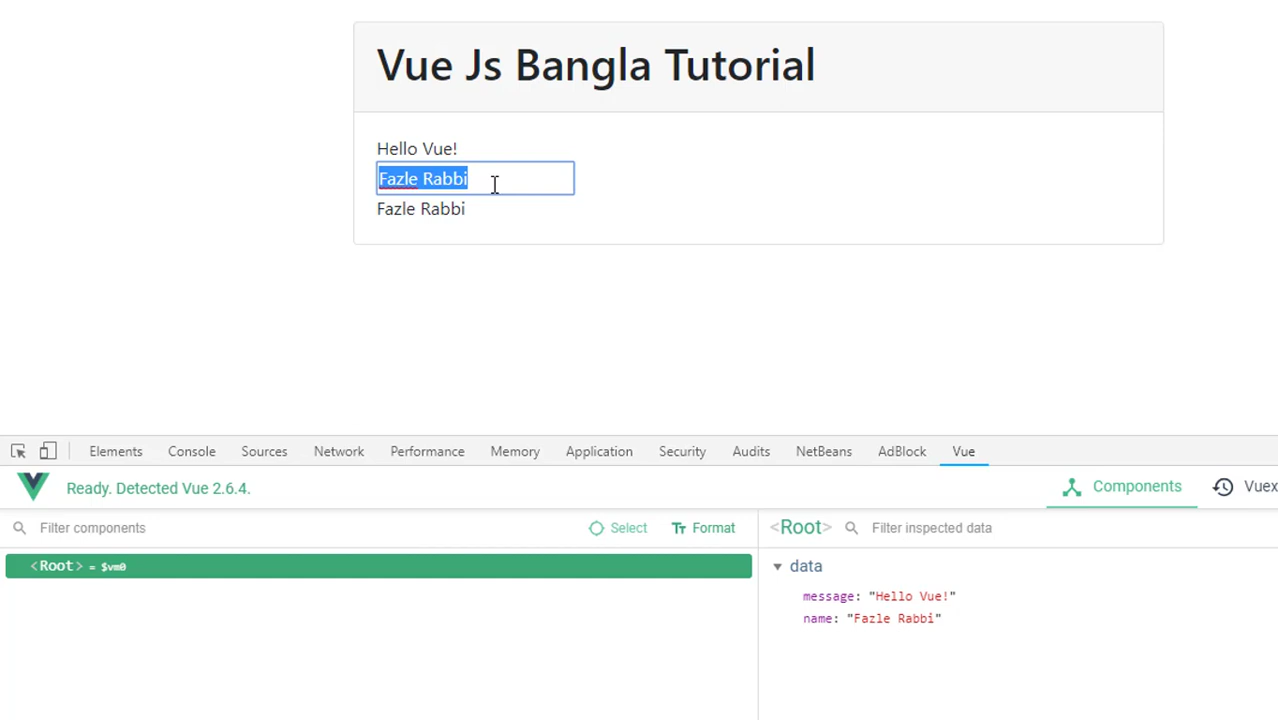 Vue Js Bangla Tutorial
Hello Vue!
Fazle Rabbi
Fazle Rabbi
Elements Console Sources Network Performance Memory Application Security Audits NetBeans AdBlock Vue
Ready. Detected Vue 2.6.4. Components Vuex
Filter components Select Tт Format <Root> Filter inspected data
<Root> = $vm0
data
message: "Hello Vue!"
name: "Fazle Rabbi"